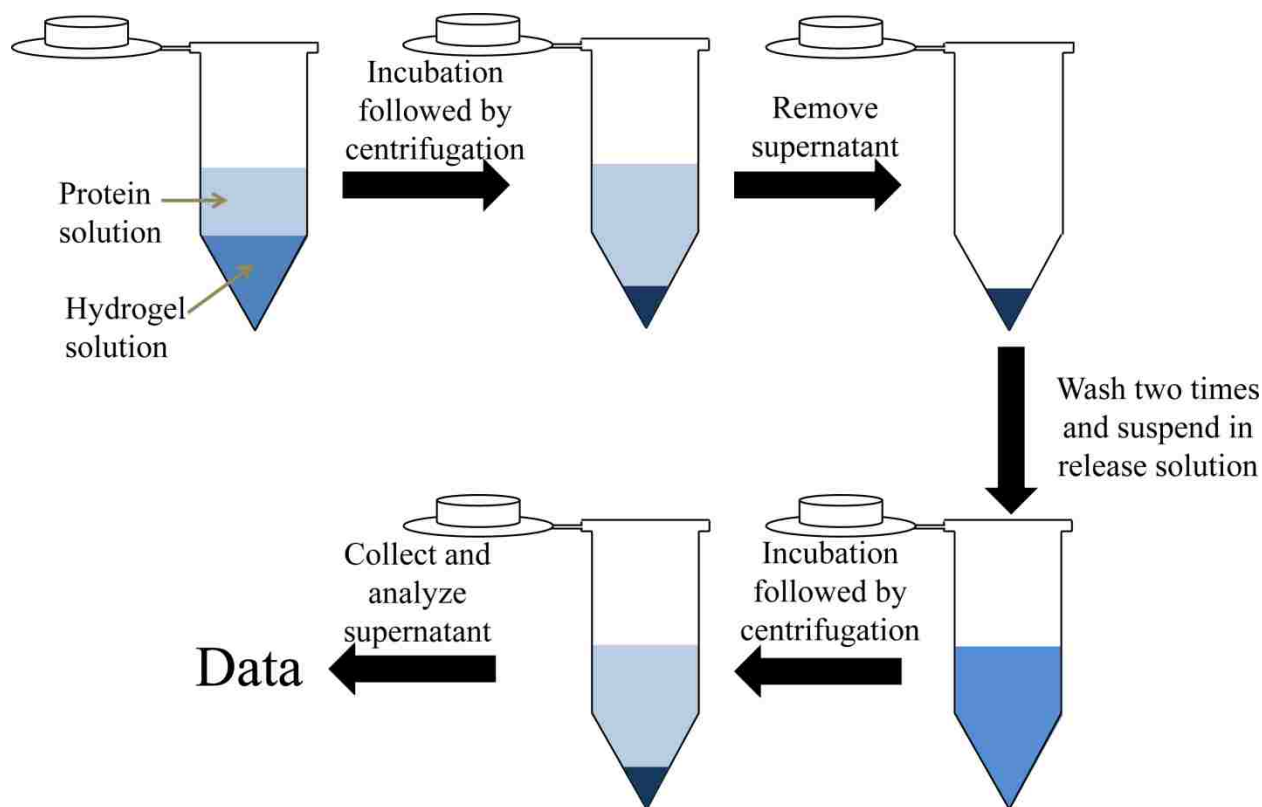 Protein
solution
Hydrogel
solution
Incubation
followed by
centrifugation
Remove
supernatant
Wash two times
and suspend in
release solution
Incubation
followed by
centrifugation
Collect and
analyze
supernatant
Data